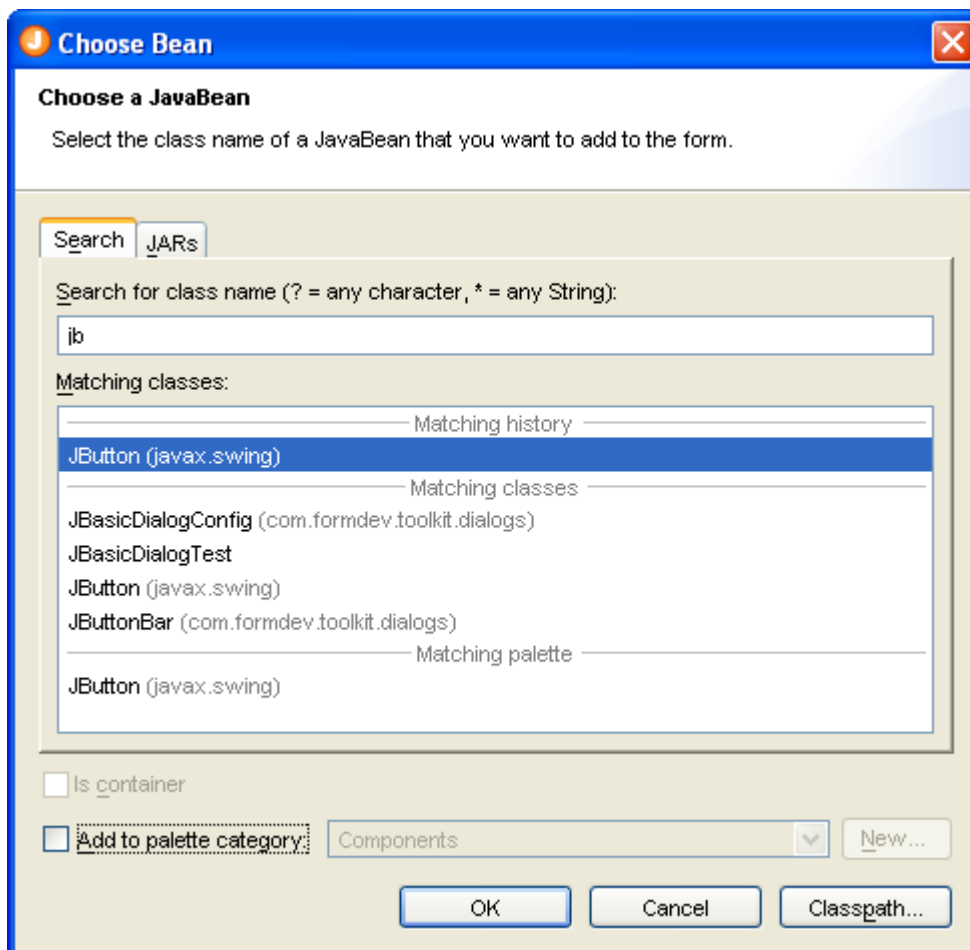 Choose Bean
Choose a JavaBean
Select the class name of a JavaBean that you want to add to the form.
Search JARs
Search for class name (? = any character, * = any String):
jb
Matching classes:
Matching history
JButton (javax.swing)
Matching classes
JBasicDialogConfig (com.formdev.toolkit.dialogs)
JBasicDialogTest
JButton (javax.swing)
JButtonBar (com.formdev.toolkit.dialogs)
Matching palette
JButton (javax.swing)
Is container
Add to palette category: Components New...
OK Cancel Classpath...